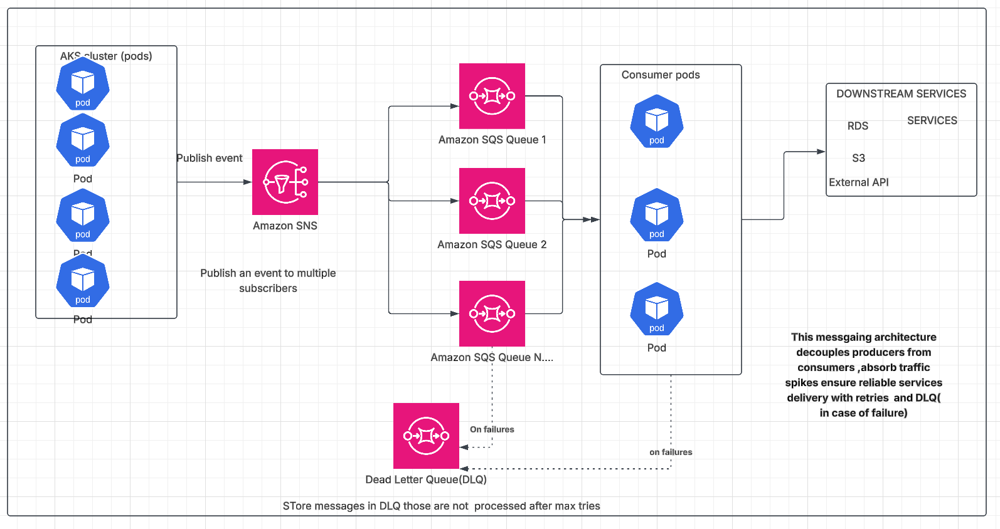 AKS cluster (pods)
pod
pod
Pod
pod
Pod
pod
Pod
Publish event
Amazon SNS
Publish an event to multiple
subscribers
Amazon SQS Queue 1
Amazon SQS Queue 2
Amazon SQS Queue N....
On failures
Dead Letter Queue(DLQ)
STore messages in DLQ those are not processed after max tries
Consumer pods
pod
pod
Pod
pod
Pod
on failures
DOWNSTREAM SERVICES
SERVICES
RDS
S3
External API
This messgaing architecture
decouples producers from
consumers ,absorb traffic
spikes ensure reliable services
delivery with retries and DLQ(
in case of failure)